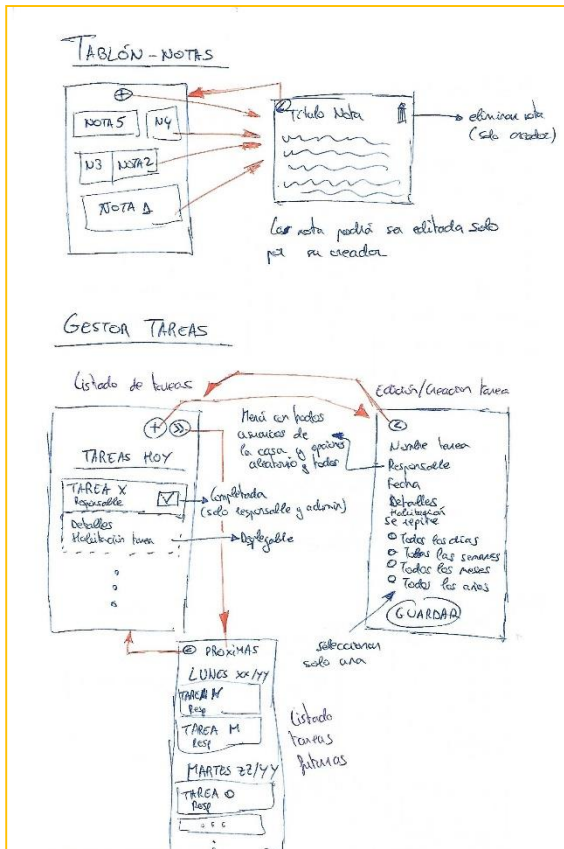 TABLÓN-NOTAS
NOTA 5
N4
N3
NOTA 2
NOTA 1
Título Nota
eliminar nota
(solo creador)
La nota podrá ser editada solo
por su creador
GESTOR TAREAS
Listado de tareas
TAREAS HOY
TAREA X
Responsable
Detalles
Habitación tarea
Completada
(solo responsable y admin)
Desplegable
Menú con todos
usuarios de
la casa y opciones
aleatorio y todos
Edición/Creación tarea
Nombre tarea
Responsable
Fecha
Detalles
Habitación
Se repite
Todos los días
Todas las semanas
Todos los meses
Todos los años
GUARDAR
seleccionar
solo una
PROXIMAS
LUNES xx/yy
TAREA N
Resp
TAREA M
Resp
MARTES zz/yy
TAREA O
Resp
Listado
tareas
futuras